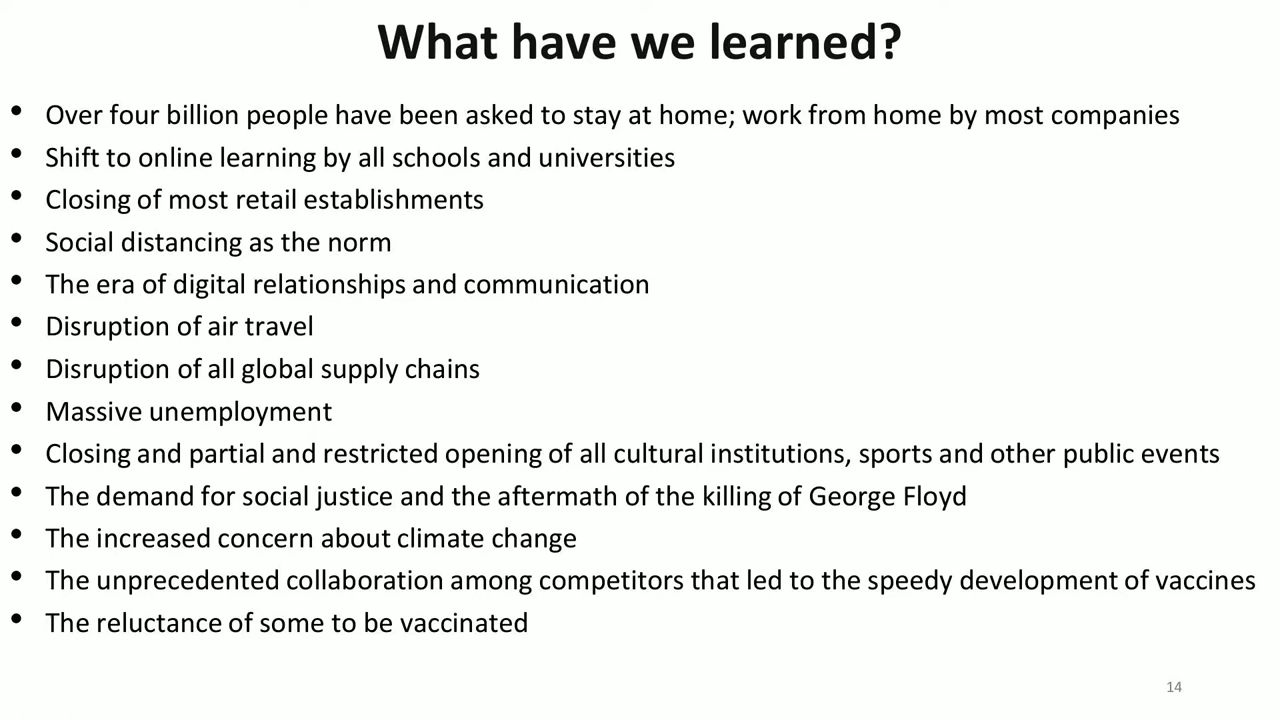 What have we learned?
• Over four billion people have been asked to stay at home; work from home by most companies
• Shift to online learning by all schools and universities
• Closing of most retail establishments
• Social distancing as the norm
• The era of digital relationships and communication
• Disruption of air travel
• Disruption of all global supply chains
• Massive unemployment
• Closing and partial and restricted opening of all cultural institutions, sports and other public events
• The demand for social justice and the aftermath of the killing of George Floyd
• The increased concern about climate change
• The unprecedented collaboration among competitors that led to the speedy development of vaccines
• The reluctance of some to be vaccinated
14